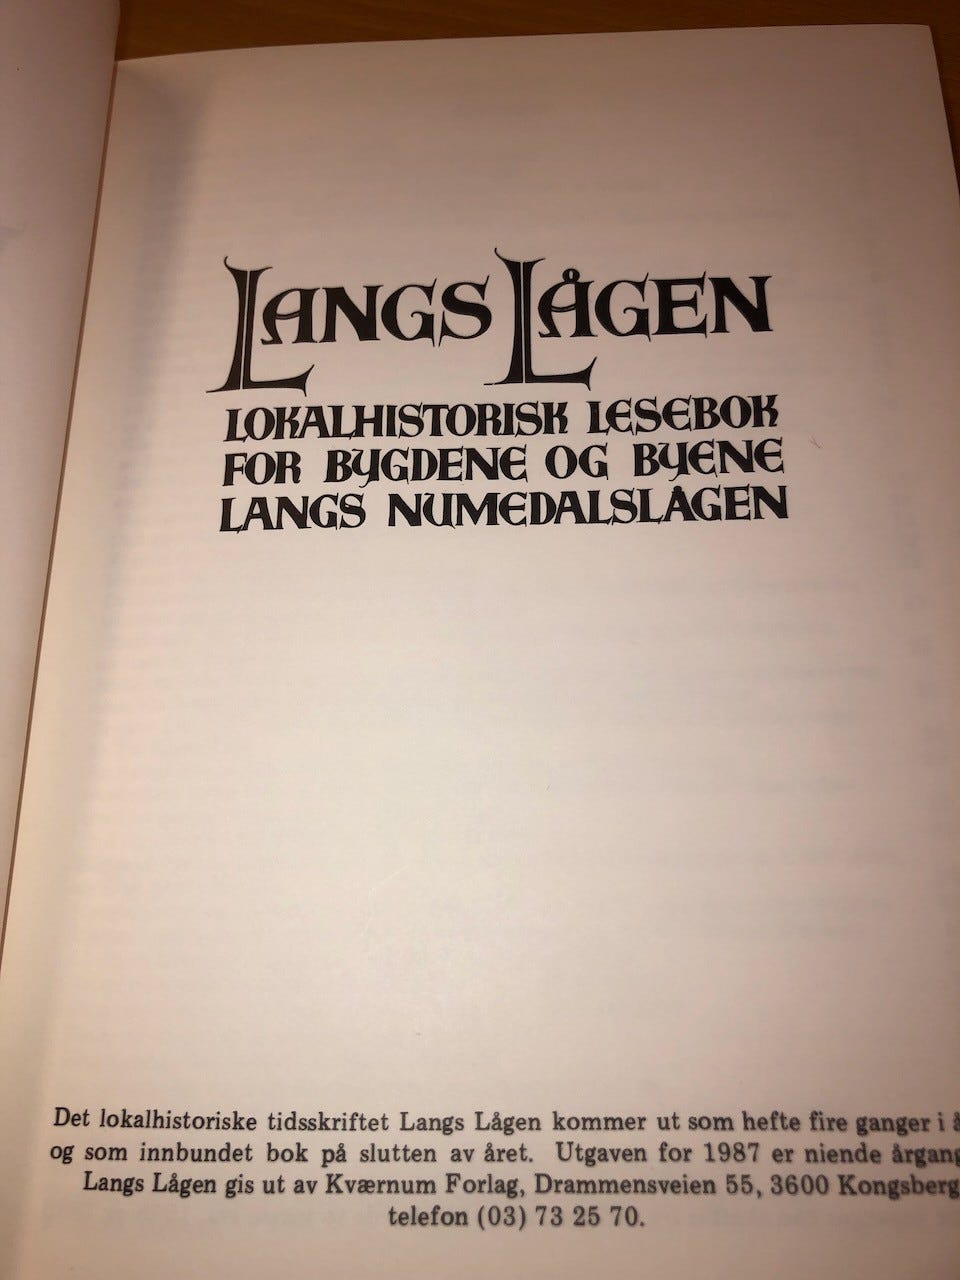 LANGS LÅGEN
LOKALHISTORISK LESEBOK
FOR BYGDENE OG BYENE
LANGS NUMEDALSLÅGEN
Det lokalhistoriske tidsskriftet Langs Lågen kommer ut som hefte fire ganger i
og som innbundet bok på slutten av året. Utgaven for 1987 er niende årgang
Langs Lågen gis ut av Kværnum Forlag, Drammensveien 55, 3600 Kongsberg
telefon (03) 73 25 70.